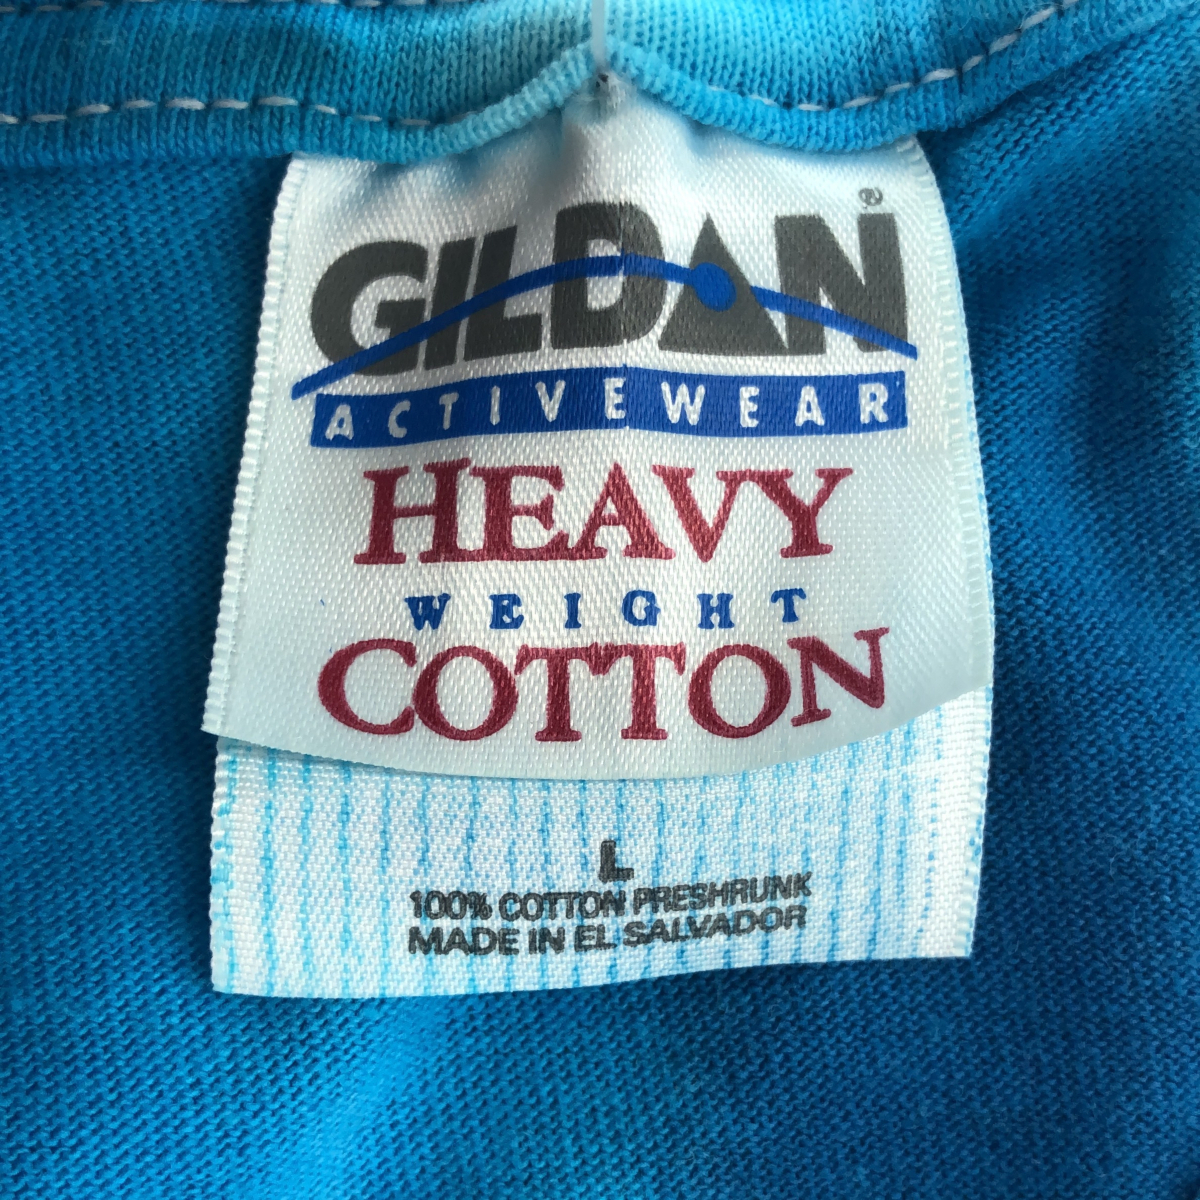 GILDAN®
ACTIVEWEAR
HEAVY
WEIGHT
COTTON
L
100% COTTON PRESHRUNK
MADE IN EL SALVADOR